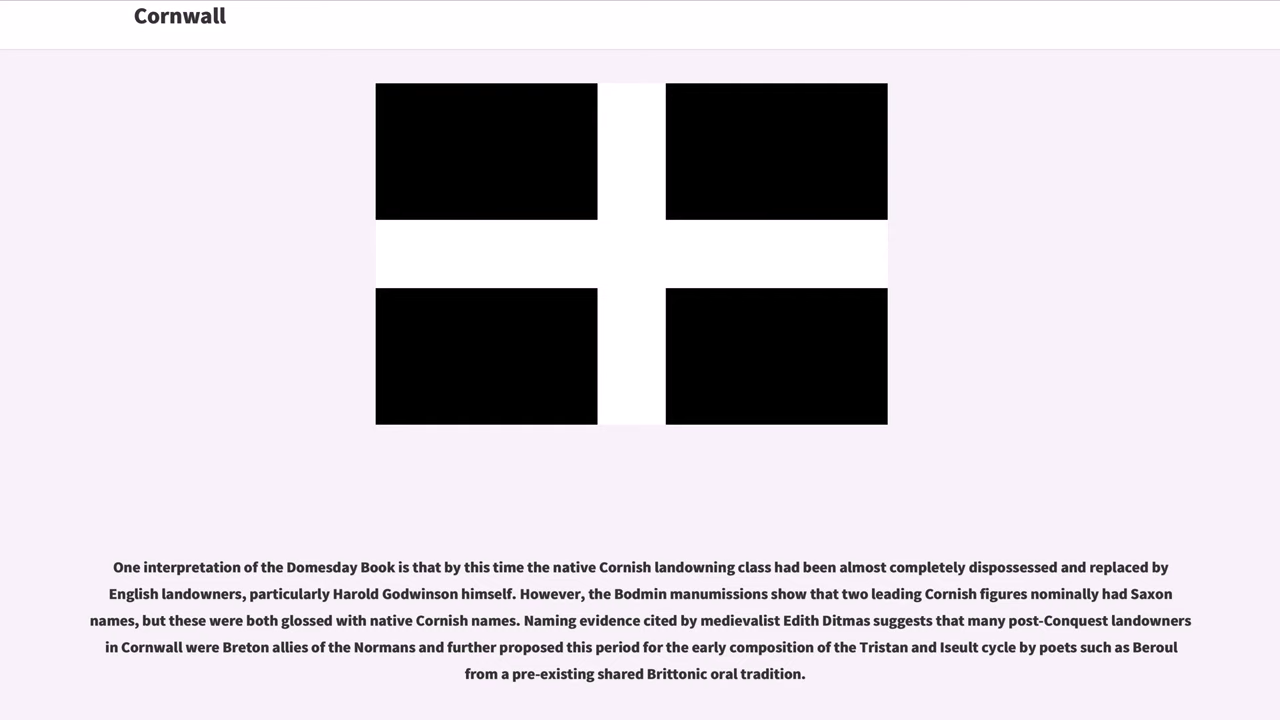 Cornwall
One interpretation of the Domesday Book is that by this time the native Cornish landowning class had been almost completely dispossessed and replaced by
English landowners, particularly Harold Godwinson himself. However, the Bodmin manumissions show that two leading Cornish figures nominally had Saxon
names, but these were both glossed with native Cornish names. Naming evidence cited by medievalist Edith Ditmas suggests that many post-Conquest landowners
in Cornwall were Breton allies of the Normans and further proposed this period for the early composition of the Tristan and Iseult cycle by poets such as Beroul
from a pre-existing shared Brittonic oral tradition.